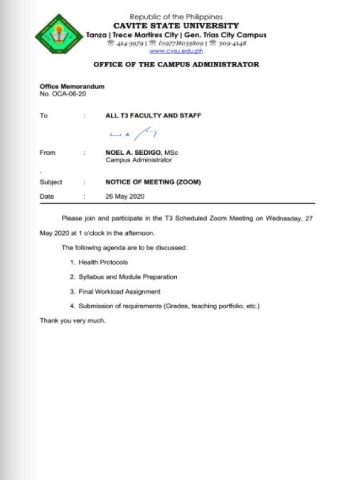 Republic of the Philippines
CAVITE STATE UNIVERSITY
Tanza | Trece Martires City | Gen. Trias City Campus
☏ 414-3979 | ☏ (0977)8035809 | ☏ 509-4148
www.cvsu.edu.ph
OFFICE OF THE CAMPUS ADMINISTRATOR
Office Memorandum
No. OCA-06-20
To : ALL T3 FACULTY AND STAFF
From : NOEL A. SEDIGO, MSc
Campus Administrator
.
Subject : NOTICE OF MEETING (ZOOM)
Date : 26 May 2020
Please join and participate in the T3 Scheduled Zoom Meeting on Wednesday, 27
May 2020 at 1 o'clock in the afternoon.
The following agenda are to be discussed:
1. Health Protocols
2. Syllabus and Module Preparation
3. Final Workload Assignment
4. Submission of requirements (Grades, teaching portfolio, etc.)
Thank you very much.